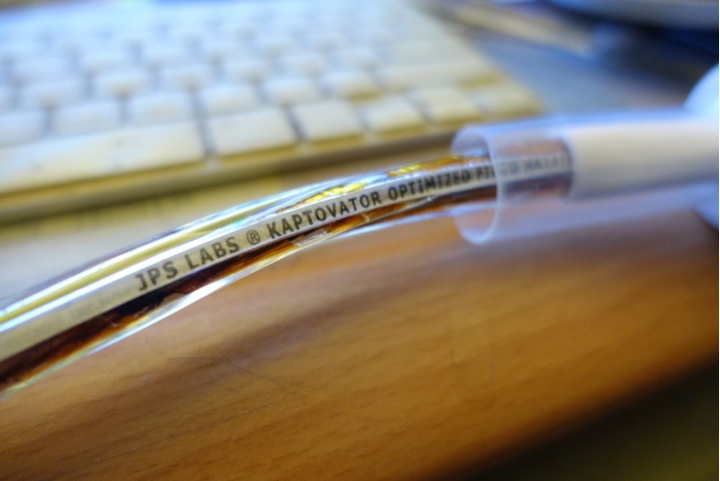 JPS LABS ® KAPTOVATOR OPTIMIZED